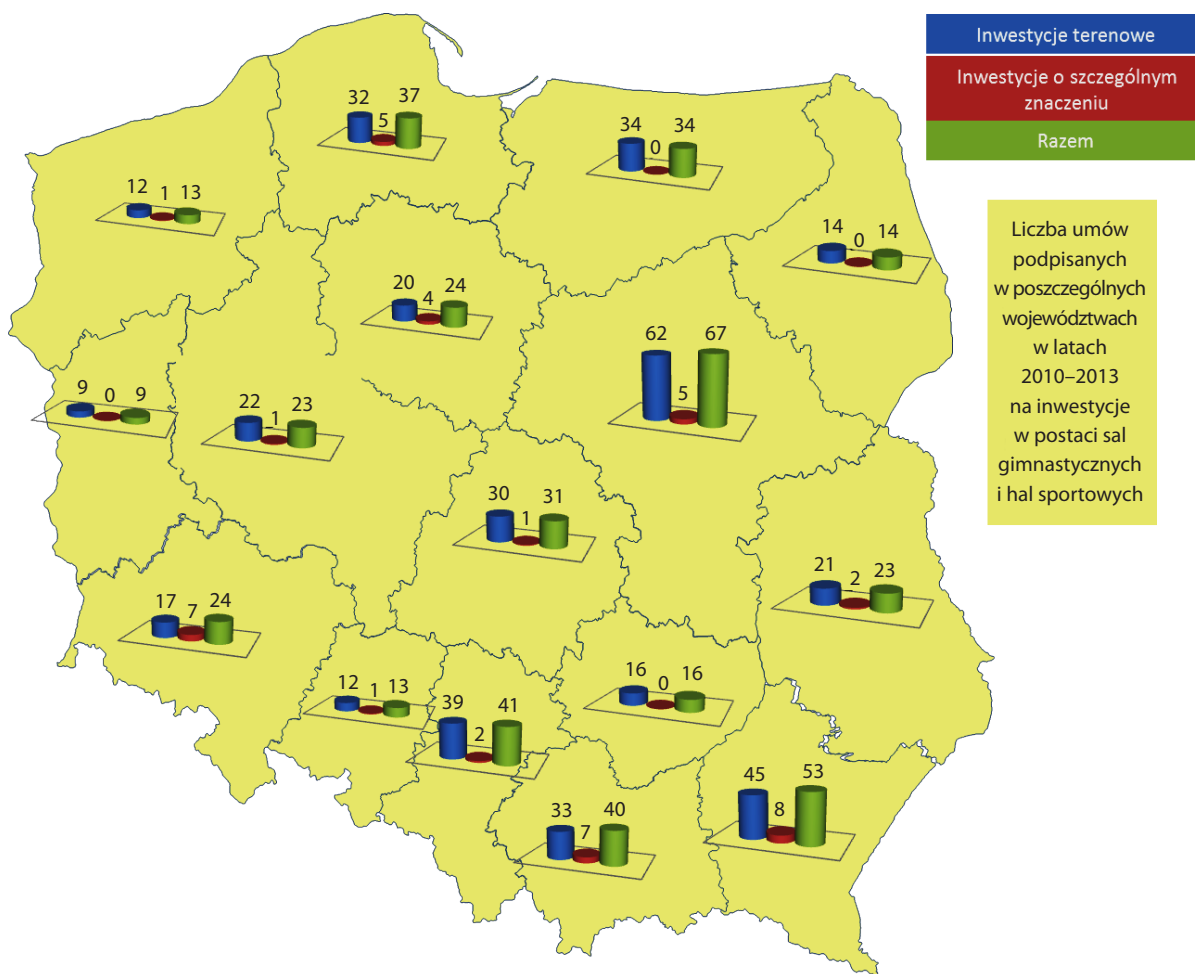 Inwestycje terenowe
Inwestycje o szczególnym
znaczeniu
Razem
Liczba umów
podpisanych
w poszczególnych
województwach
w latach
2010–2013
na inwestycje
w postaci sal
gimnastycznych
i hal sportowych
32 5 37
34 0 34
12 1 13
14 0 14
20 4 24
62 5 67
9 0 9
22 1 23
30 1 31
21 2 23
17 7 24
12 1 13
39 2 41
16 0 16
45 8 53
33 7 40